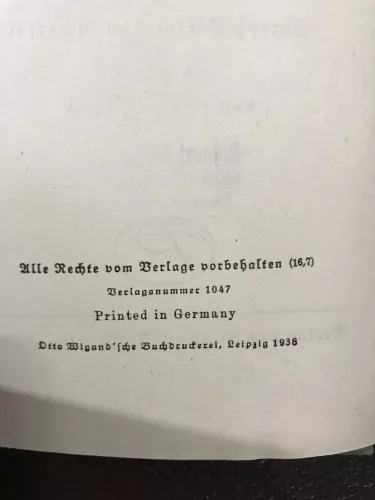 Alle Rechte vom Verlage vorbehalten (16,7)
Verlagsnummer 1047
Printed in Germany
Otto Wigand'sche Buchdruckerei, Leipzig 1938